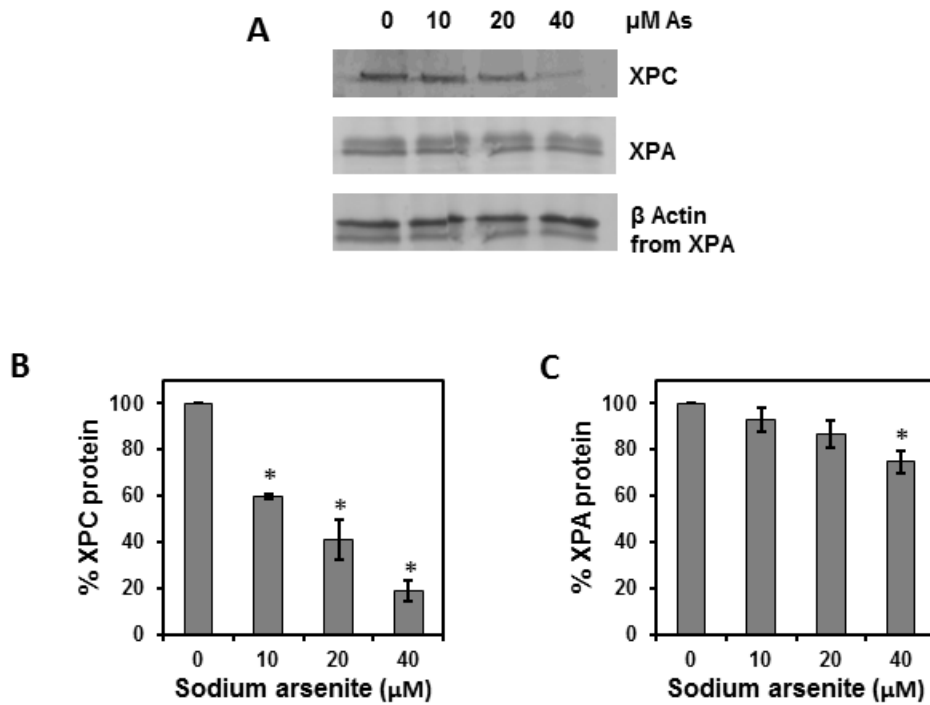 A
0 10 20 40 µM As
XPC
XPA
β Actin
from XPA
B
% XPC protein
100
80
60
40
20
0
* * *
0 10 20 40
Sodium arsenite (µM)
C
% XPA protein
100
80
60
40
20
0
*
0 10 20 40
Sodium arsenite (µM)